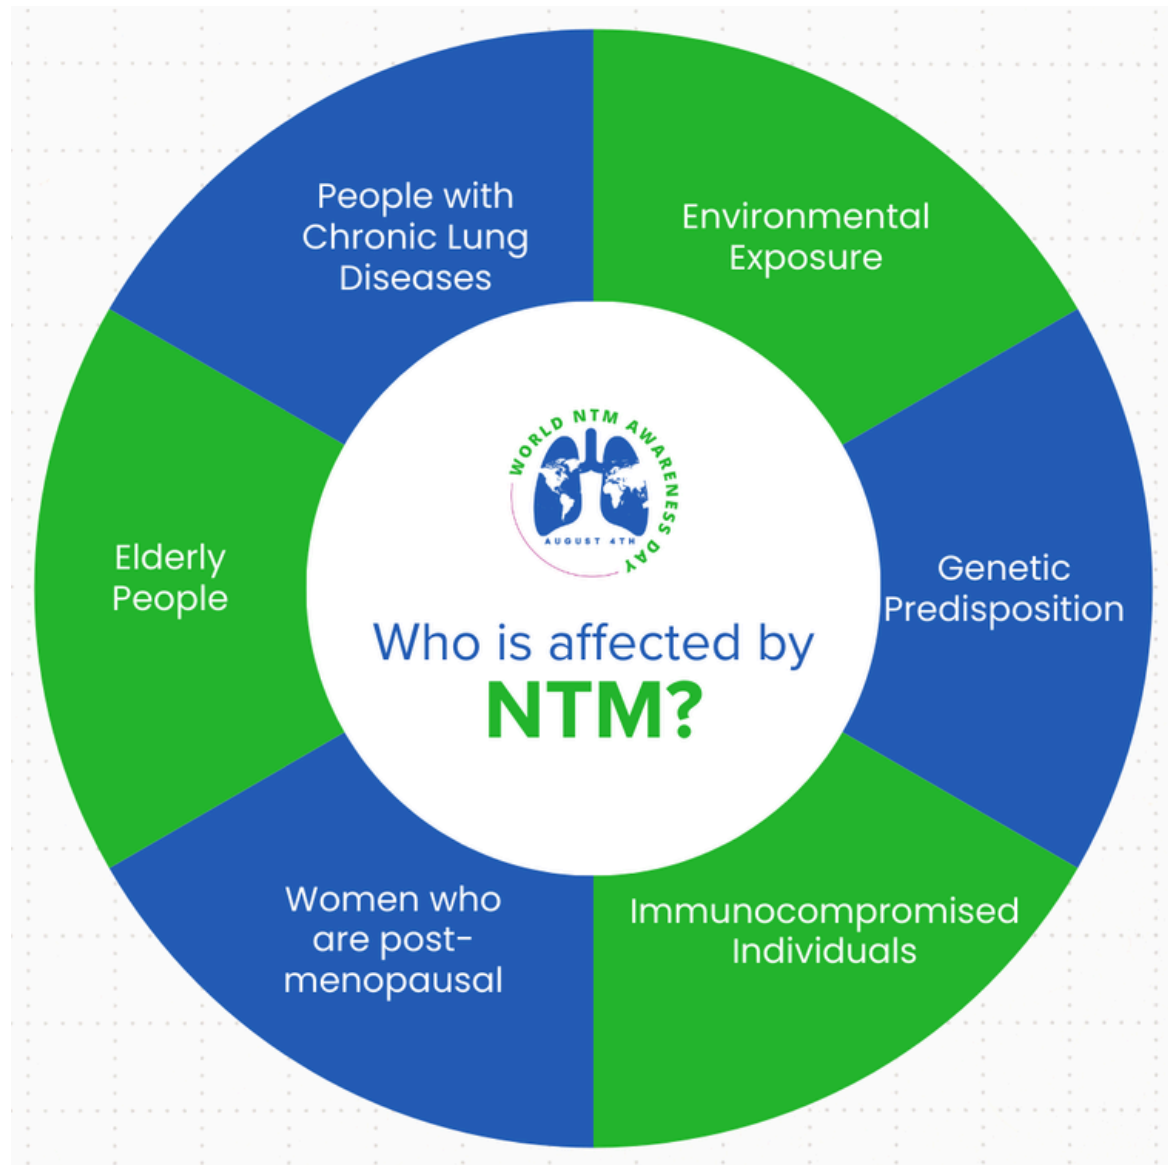 People with
Chronic Lung
Diseases
Environmental
Exposure
WORLD NTM AWARENESS DAY
AUGUST 4TH
Who is affected by
NTM?
Elderly
People
Genetic
Predisposition
Women who
are post-
menopausal
Immunocompromised
Individuals